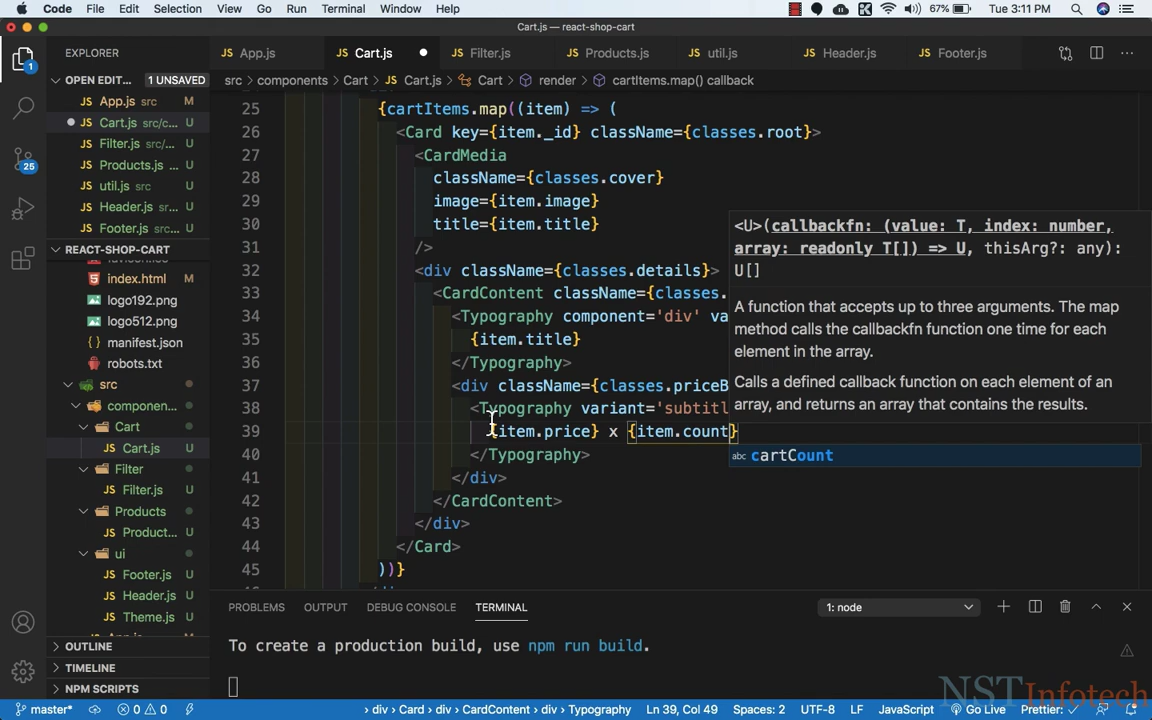 Code File Edit Selection View Go Run Terminal Window Help 67% Tue 3:11 PM
Cart.js — react-shop-cart
EXPLORER
App.js Cart.js Filter.js Products.js util.js Header.js Footer.js
1
OPEN EDIT... 1 UNSAVED
src > components > Cart > Cart.js > Cart > render > cartItems.map() callback
App.js src M
Cart.js src/c... U
Filter.js src/... U
Products.js ... U
util.js src U
Header.js src/... U
Footer.js src/... U
25
REACT-SHOP-CART
favicon.ico
index.html M
logo192.png
logo512.png
manifest.json
robots.txt
src
componen...
Cart
Cart.js U
Filter
Filter.js U
Products
Product... U
ui
Footer.js U
Header.js U
Theme.js U
OUTLINE
TIMELINE
NPM SCRIPTS
25 {cartItems.map((item) => (
26 <Card key={item._id} className={classes.root}>
27 <CardMedia
28 className={classes.cover}
29 image={item.image}
30 title={item.title}
31 />
32 <div className={classes.details}>
33 <CardContent className={classes.
34 <Typography component='div' va
35 {item.title}
36 </Typography>
37 <div className={classes.priceB
38 <Typography variant='subtitl
39 {item.price} x {item.count}
40 </Typography>
41 </div>
42 </CardContent>
43 </div>
44 </Card>
45 ))}
<U>(callbackfn: (value: T, index: number,
array: readonly T[]) => U, thisArg?: any):
U[]
A function that accepts up to three arguments. The map
method calls the callbackfn function one time for each
element in the array.
Calls a defined callback function on each element of an
array, and returns an array that contains the results.
abc cartCount
PROBLEMS OUTPUT DEBUG CONSOLE TERMINAL 1: node
To create a production build, use npm run build.
NSTInfotech
master* 0 0 › div › Card › div › CardContent › div › Typography Ln 39, Col 49 Spaces: 2 UTF-8 LF JavaScript Go Live Prettier: ✓